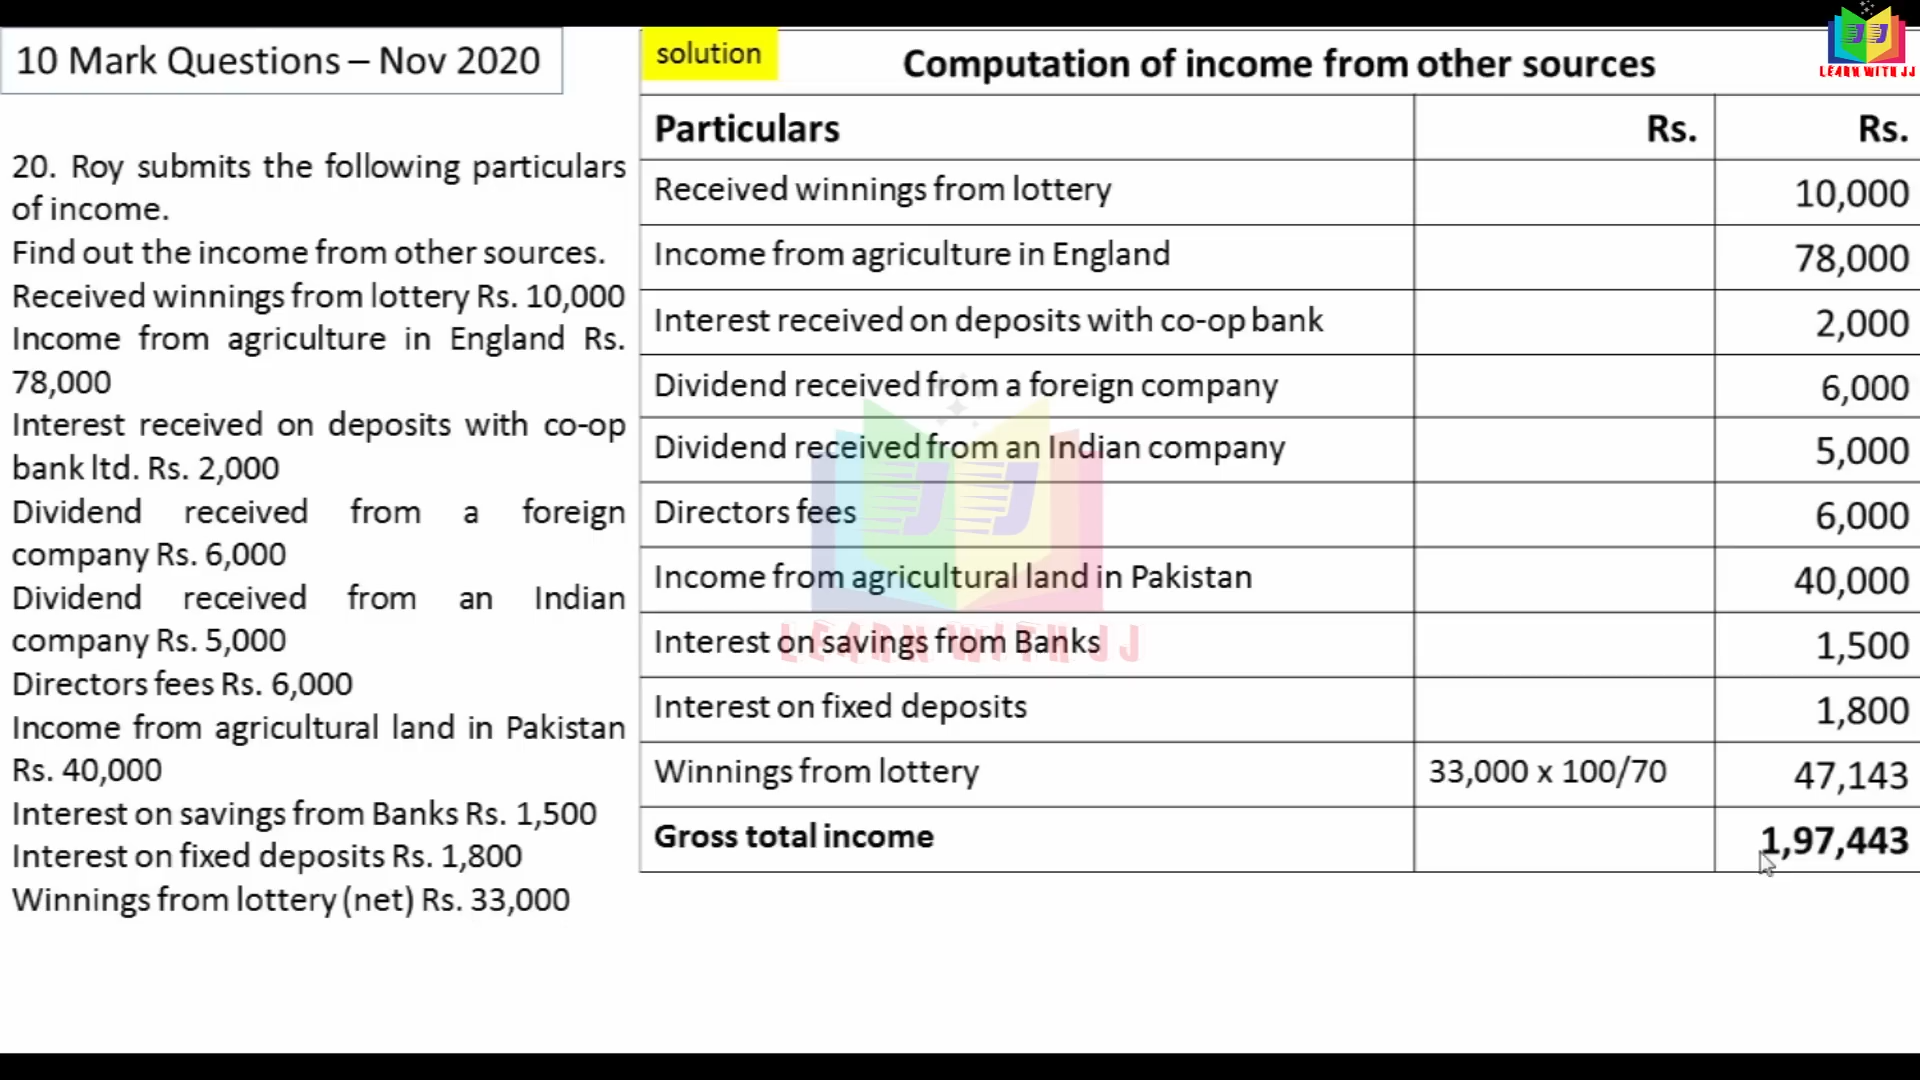 10 Mark Questions – Nov 2020
20. Roy submits the following particulars
of income.
Find out the income from other sources.
Received winnings from lottery Rs. 10,000
Income from agriculture in England Rs.
78,000
Interest received on deposits with co-op
bank ltd. Rs. 2,000
Dividend received from a foreign
company Rs. 6,000
Dividend received from an Indian
company Rs. 5,000
Directors fees Rs. 6,000
Income from agricultural land in Pakistan
Rs. 40,000
Interest on savings from Banks Rs. 1,500
Interest on fixed deposits Rs. 1,800
Winnings from lottery (net) Rs. 33,000
solution
Computation of income from other sources
Particulars Rs. Rs.
Received winnings from lottery 10,000
Income from agriculture in England 78,000
Interest received on deposits with co-op bank 2,000
Dividend received from a foreign company 6,000
Dividend received from an Indian company 5,000
Directors fees 6,000
Income from agricultural land in Pakistan 40,000
Interest on savings from Banks 1,500
Interest on fixed deposits 1,800
Winnings from lottery 33,000 x 100/70 47,143
Gross total income 1,97,443
JJ
LEARN WITH JJ
JJ
LEARN WITH JJ